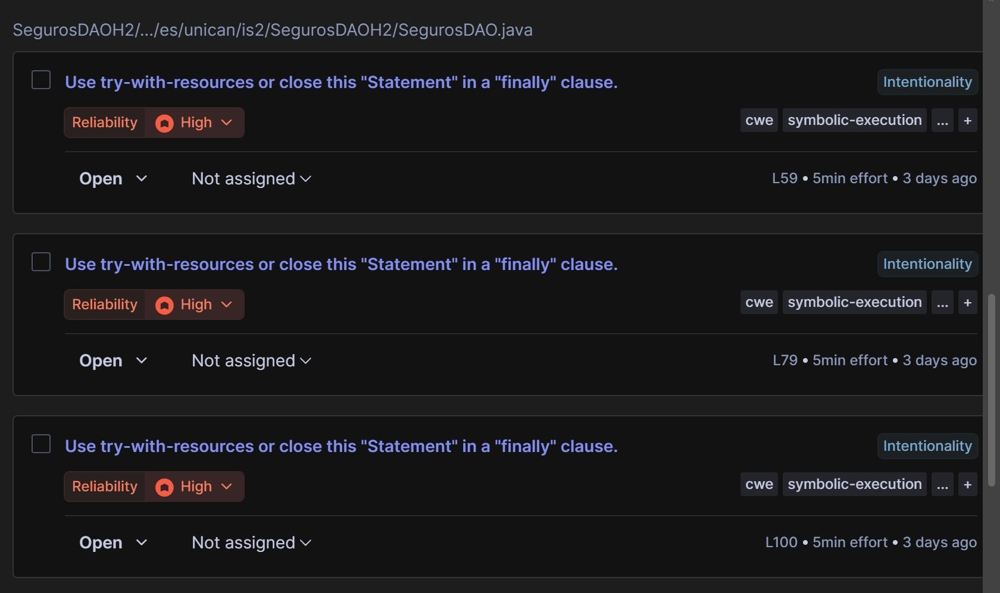 SegurosDAOH2/.../es/unican/is2/SegurosDAOH2/SegurosDAO.java
Use try-with-resources or close this "Statement" in a "finally" clause.
Intentionality
Reliability High
cwe symbolic-execution ... +
Open Not assigned
L59 • 5min effort • 3 days ago
Use try-with-resources or close this "Statement" in a "finally" clause.
Intentionality
Reliability High
cwe symbolic-execution ... +
Open Not assigned
L79 • 5min effort • 3 days ago
Use try-with-resources or close this "Statement" in a "finally" clause.
Intentionality
Reliability High
cwe symbolic-execution ... +
Open Not assigned
L100 • 5min effort • 3 days ago